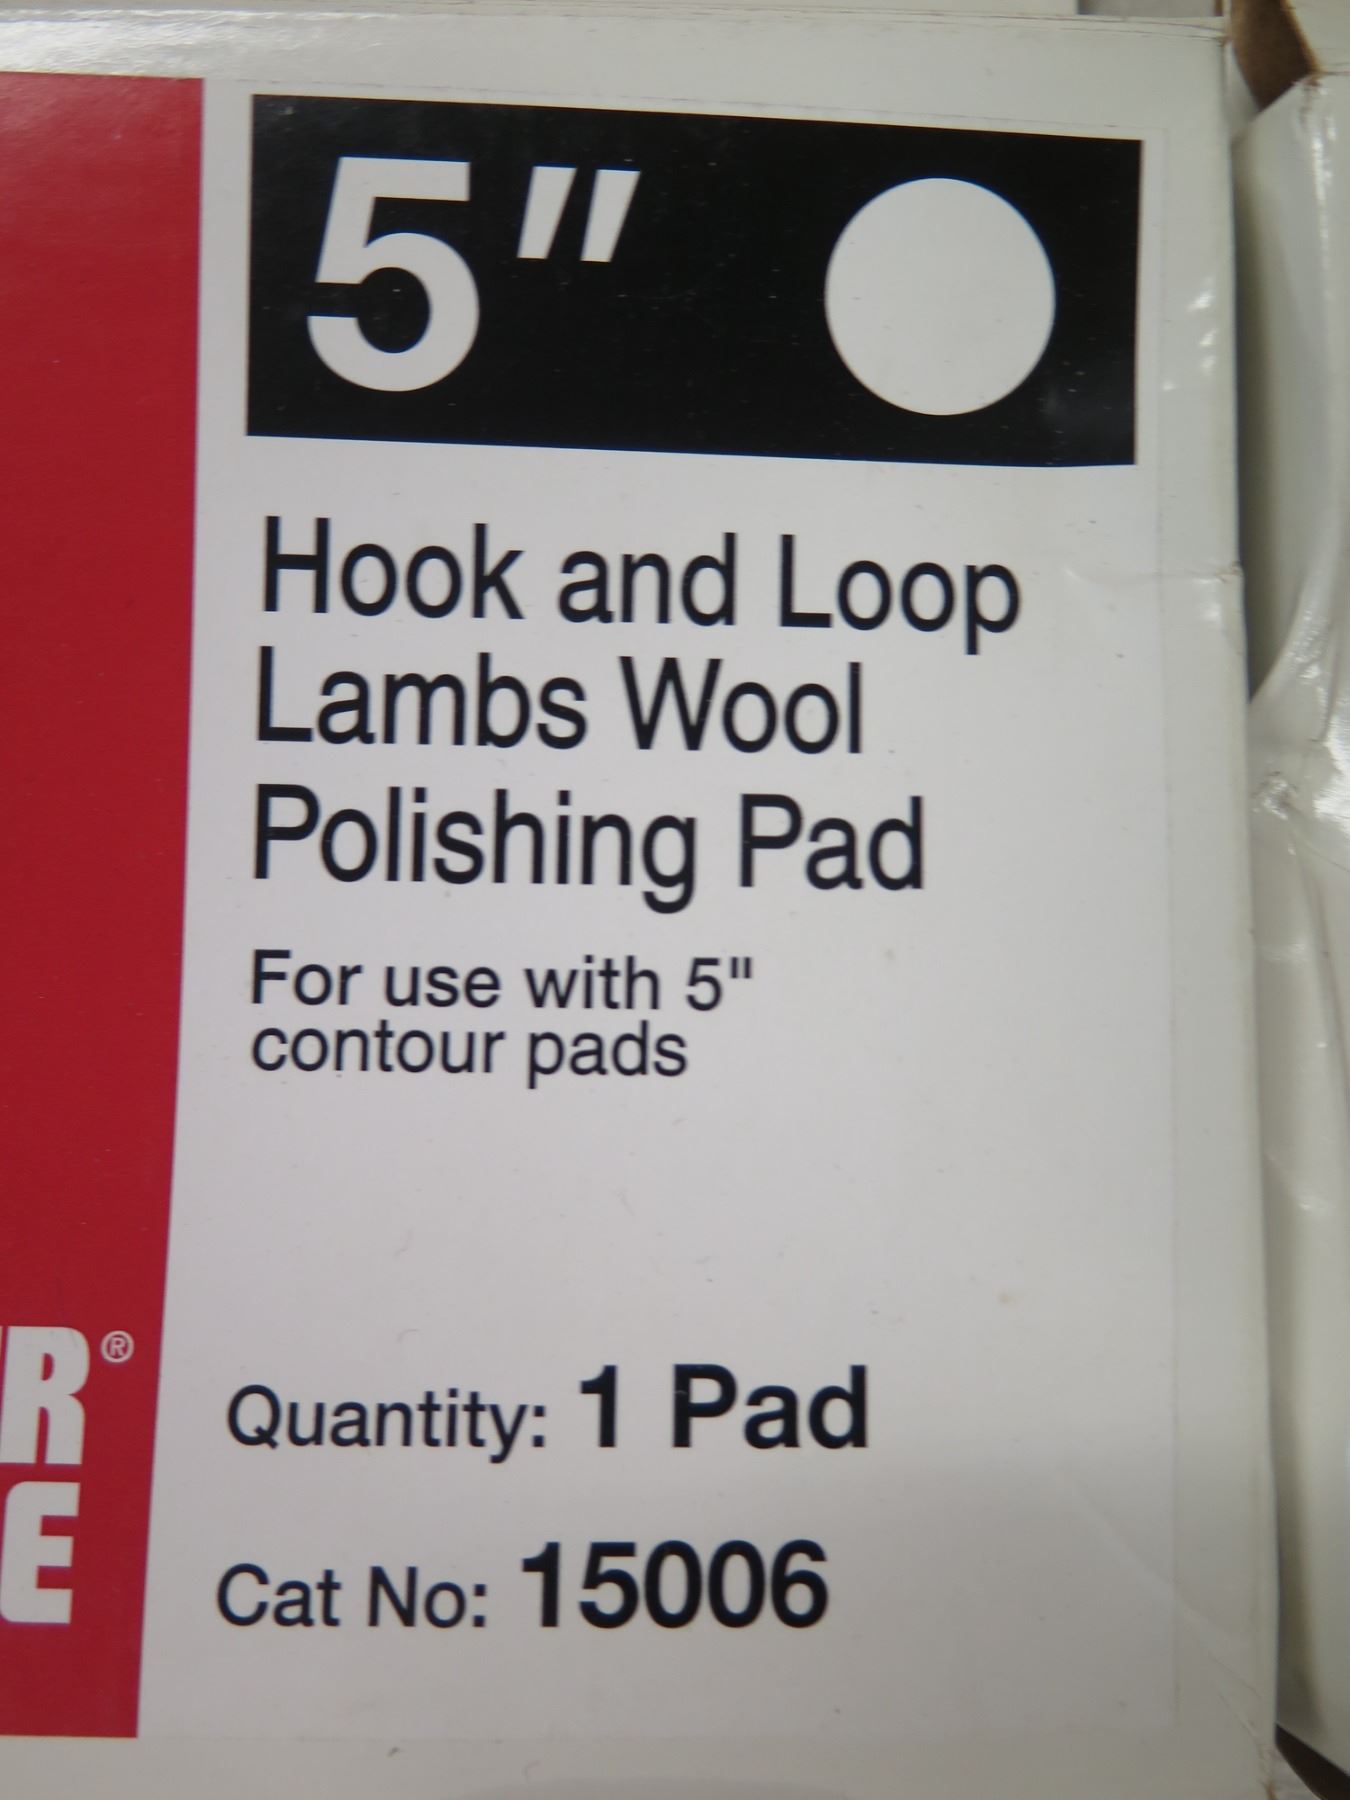 5"
Hook and Loop
Lambs Wool
Polishing Pad
For use with 5"
contour pads
Quantity: 1 Pad
Cat No: 15006
R®
E